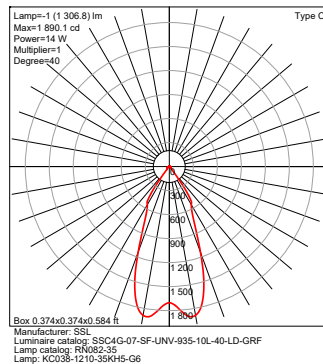 Lamp=-1 (1 306.8) lm
Type C
Max=1 890.1 cd
Power=14 W
Multiplier=1
Degree=40
0
300
600
900
1 200
1 500
1 800
Box 0.374x0.374x0.584 ft
Manufacturer: SSL
Luminaire catalog: SSC4G-07-SF-UNV-935-10L-40-LD-GRF
Lamp catalog: RN082-35
Lamp: KC038-1210-35KH5-G6